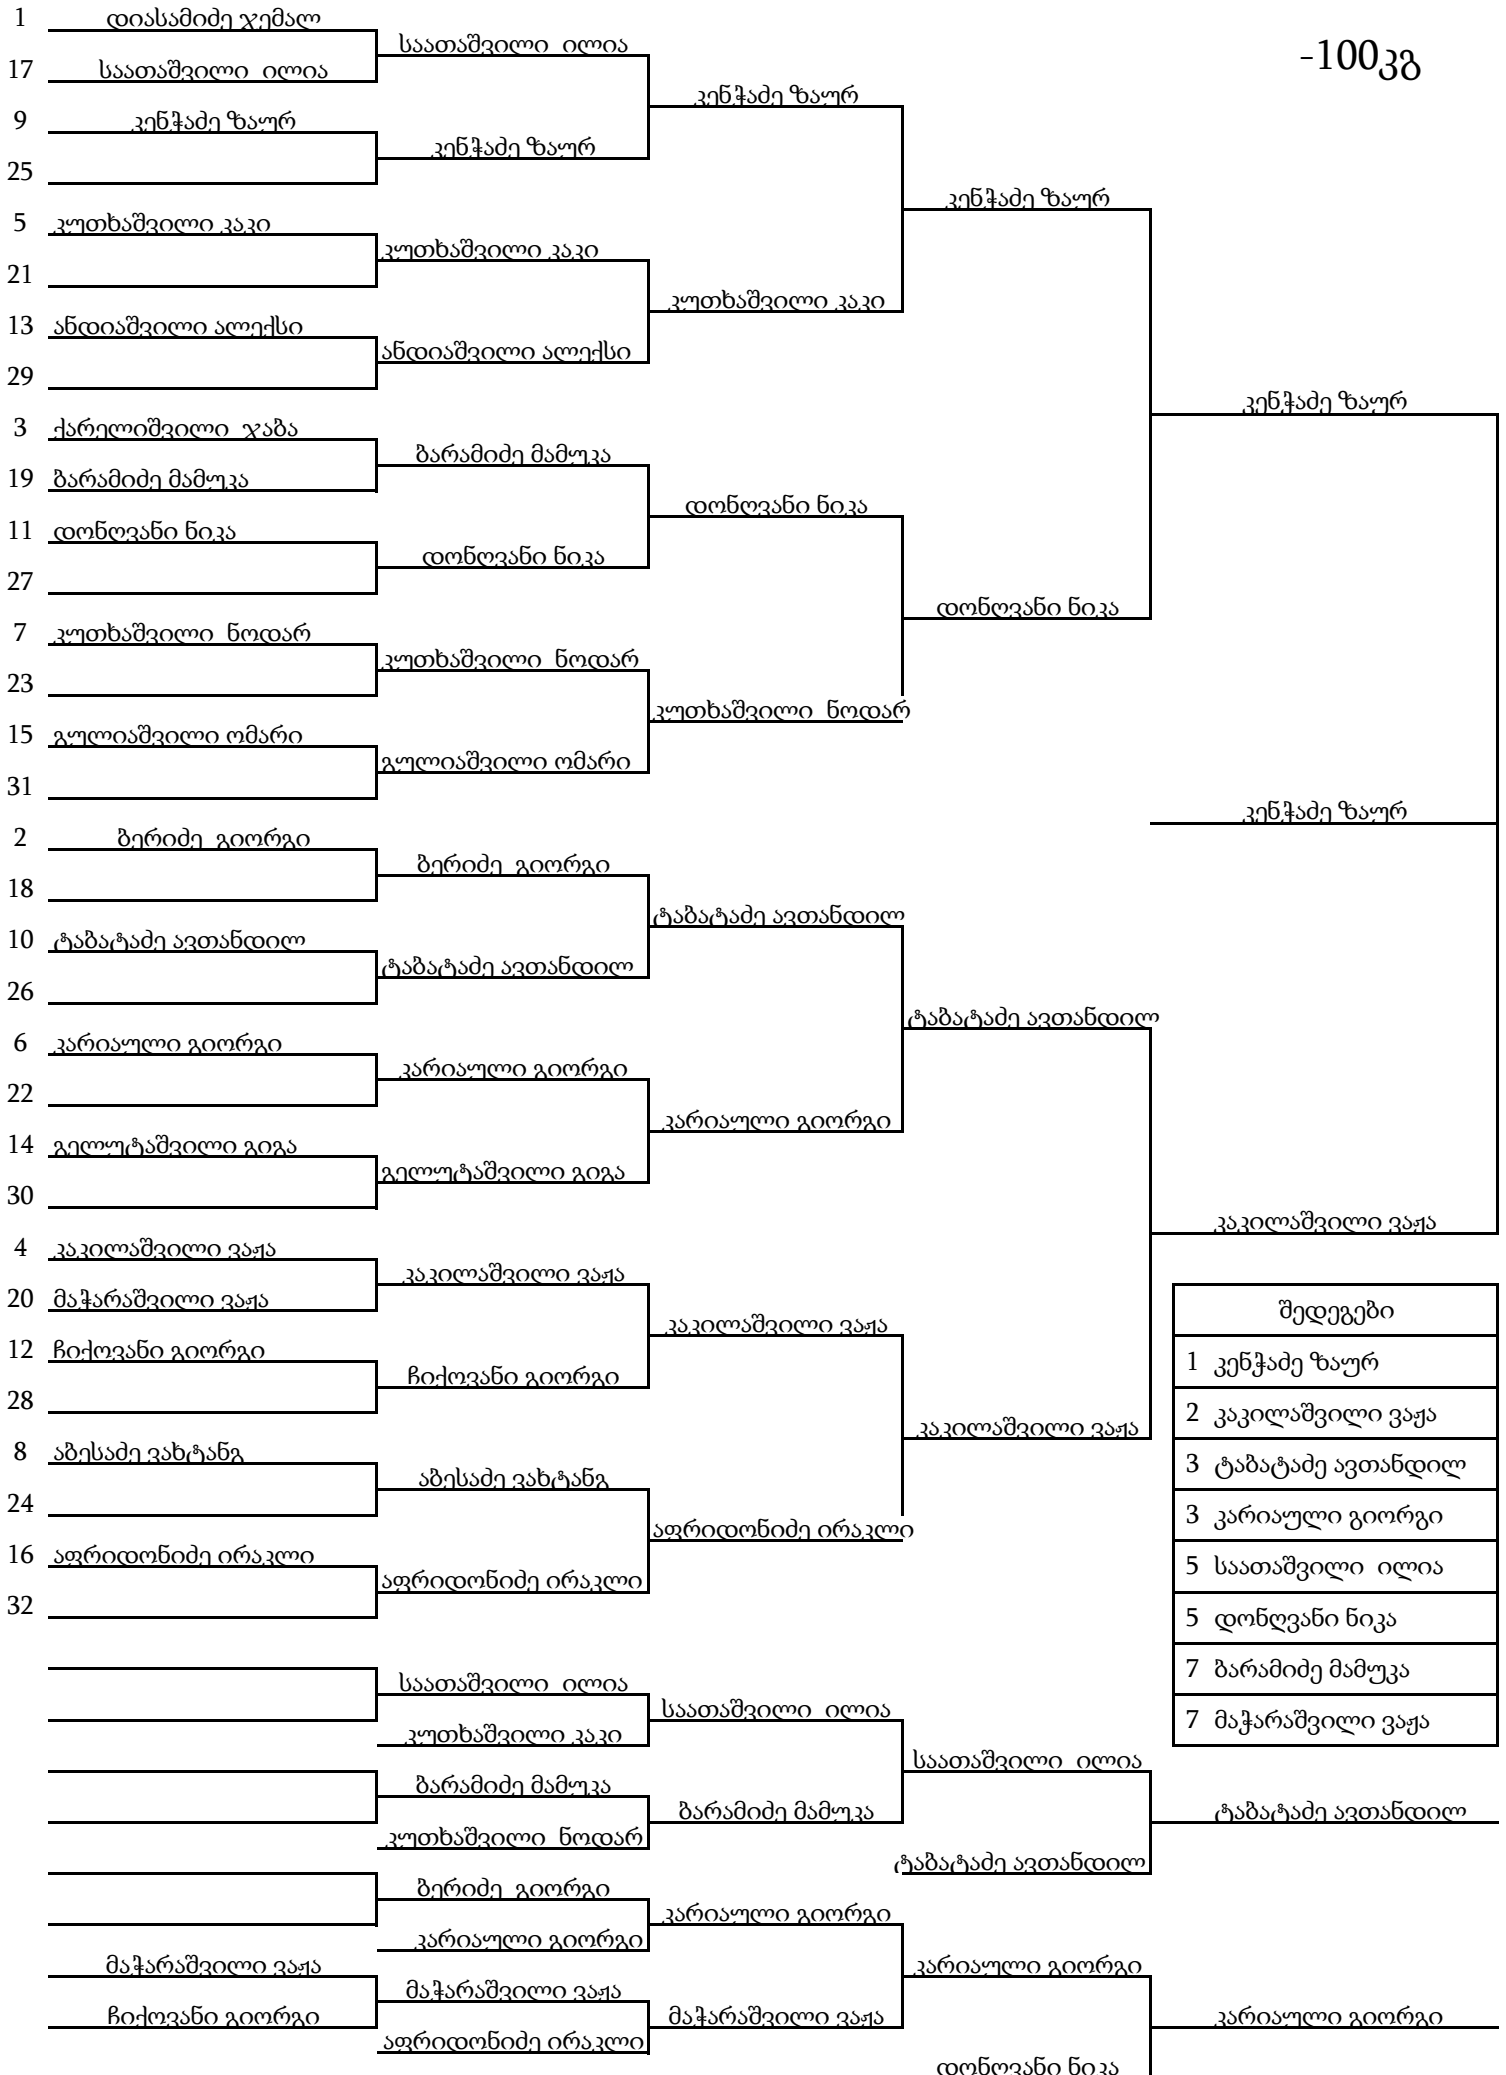 -100კგ
1 დიასამიძე ჯემალ
საათაშვილი ილია
17 საათაშვილი ილია
კენჭაძე ზაურ
9 კენჭაძე ზაურ
კენჭაძე ზაურ
25
კენჭაძე ზაურ
5 კუთხაშვილი კაკი
კუთხაშვილი კაკი
21
კუთხაშვილი კაკი
13 ანდიაშვილი ალექსი
ანდიაშვილი ალექსი
29
კენჭაძე ზაურ
3 ქარელიშვილი ჯაბა
ბარამიძე მამუკა
19 ბარამიძე მამუკა
დონღვანი ნიკა
11 დონღვანი ნიკა
დონღვანი ნიკა
27
დონღვანი ნიკა
7 კუთხაშვილი ნოდარ
კუთხაშვილი ნოდარ
23
კუთხაშვილი ნოდარ
15 გულიაშვილი ომარი
გულიაშვილი ომარი
31
კენჭაძე ზაურ
2 ბერიძე გიორგი
ბერიძე გიორგი
18
ტაბატაძე ავთანდილ
10 ტაბატაძე ავთანდილ
ტაბატაძე ავთანდილ
26
ტაბატაძე ავთანდილ
6 კარიაული გიორგი
კარიაული გიორგი
22
კარიაული გიორგი
14 გელუტაშვილი გიგა
გელუტაშვილი გიგა
30
კაკილაშვილი ვაჟა
4 კაკილაშვილი ვაჟა
კაკილაშვილი ვაჟა
20 მაჭარაშვილი ვაჟა
კაკილაშვილი ვაჟა
12 ჩიქოვანი გიორგი
ჩიქოვანი გიორგი
28
კაკილაშვილი ვაჟა
8 აბესაძე ვახტანგ
აბესაძე ვახტანგ
24
აფრიდონიძე ირაკლი
16 აფრიდონიძე ირაკლი
აფრიდონიძე ირაკლი
32
შედეგები
1 კენჭაძე ზაურ
2 კაკილაშვილი ვაჟა
3 ტაბატაძე ავთანდილ
3 კარიაული გიორგი
5 საათაშვილი ილია
5 დონღვანი ნიკა
7 ბარამიძე მამუკა
7 მაჭარაშვილი ვაჟა
საათაშვილი ილია
საათაშვილი ილია
კუთხაშვილი კაკი
საათაშვილი ილია
ბარამიძე მამუკა
ბარამიძე მამუკა
ტაბატაძე ავთანდილ
კუთხაშვილი ნოდარ
ტაბატაძე ავთანდილ
ბერიძე გიორგი
კარიაული გიორგი
კარიაული გიორგი
მაჭარაშვილი ვაჟა
კარიაული გიორგი
მაჭარაშვილი ვაჟა
ჩიქოვანი გიორგი
მაჭარაშვილი ვაჟა
კარიაული გიორგი
აფრიდონიძე ირაკლი
დონღვანი ნიკა